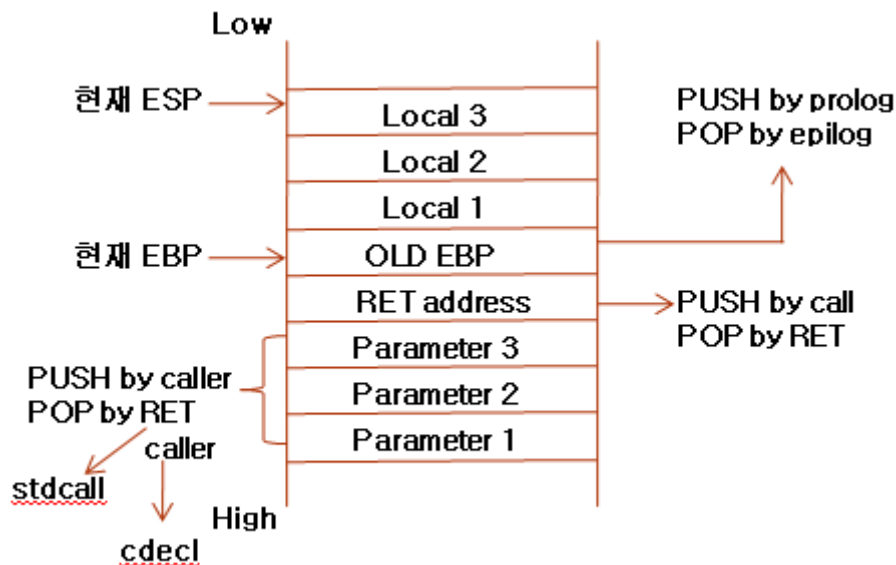 Low
현재 ESP
Local 3
PUSH by prolog
POP by epilog
Local 2
Local 1
현재 EBP
OLD EBP
RET address
PUSH by call
POP by RET
Parameter 3
PUSH by caller
POP by RET
caller
Parameter 2
Parameter 1
stdcall
High
cdecl